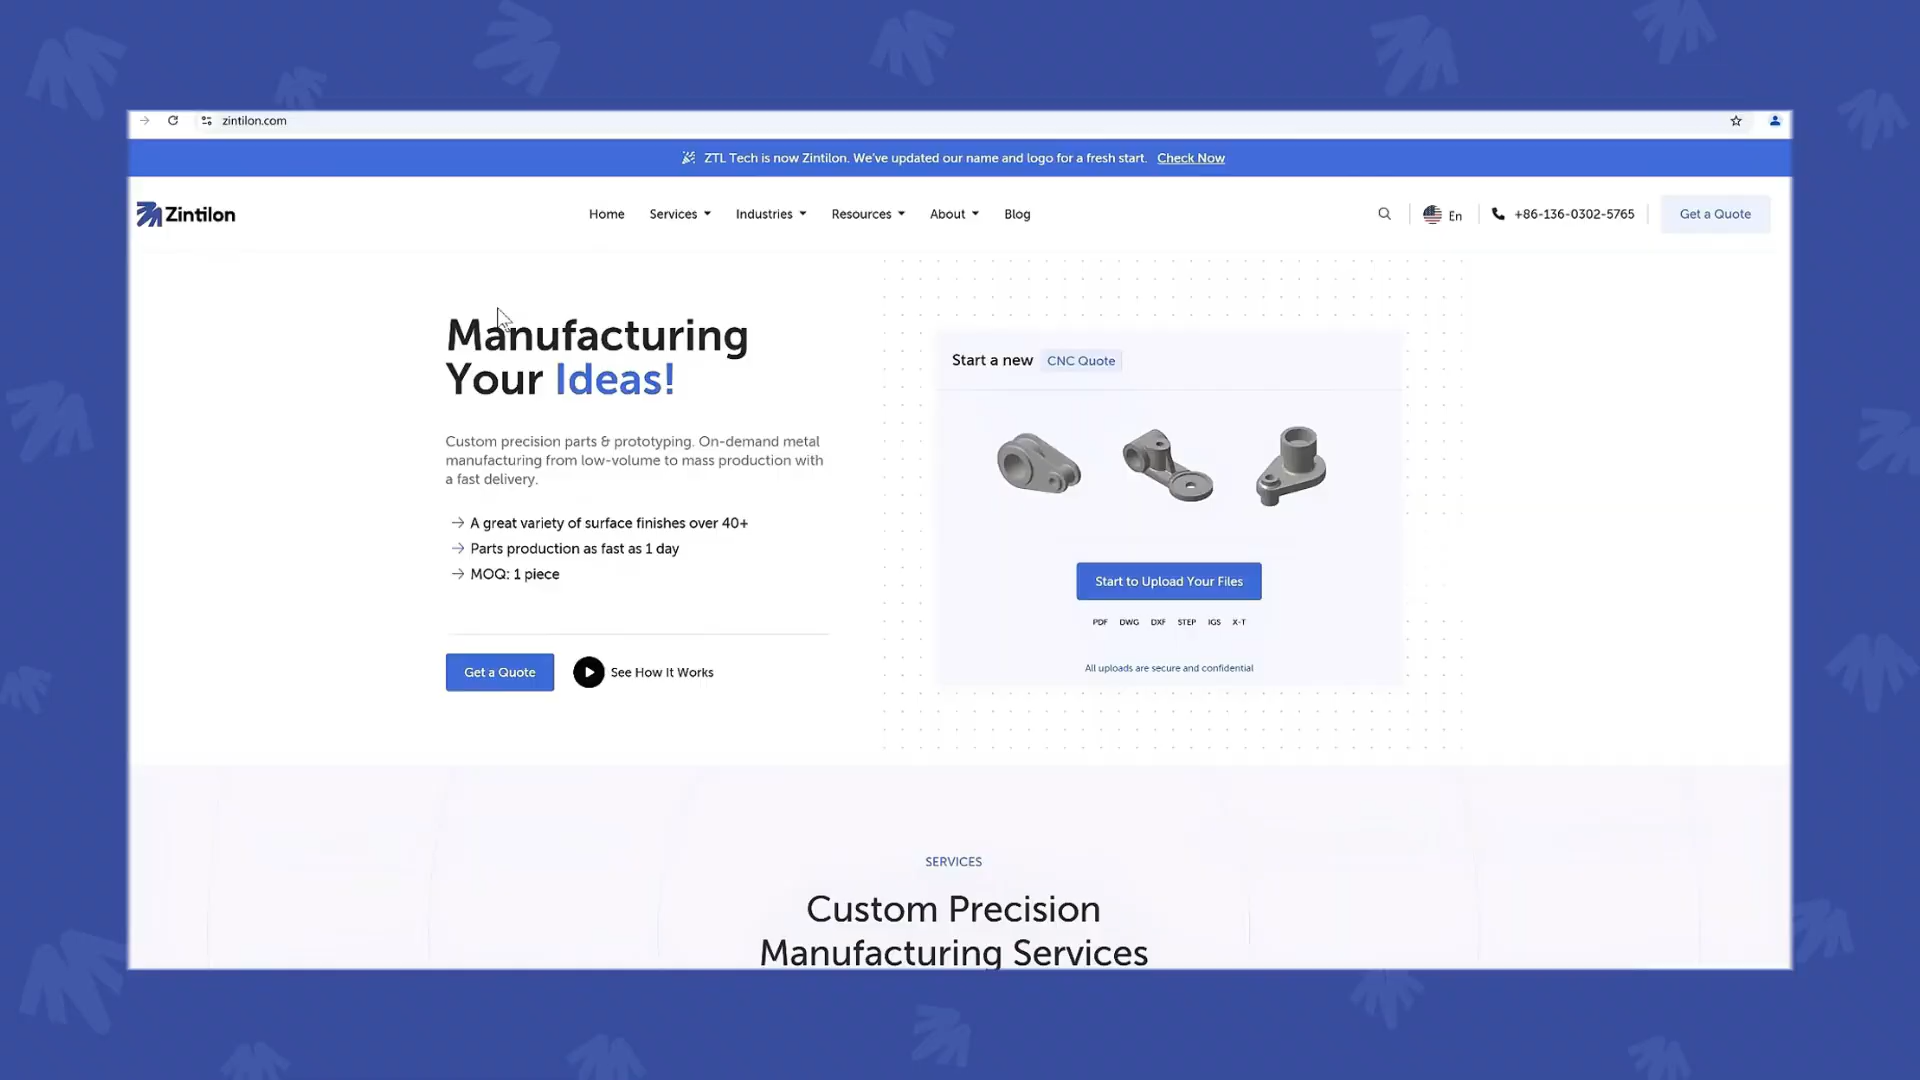 zintilon.com
ZTL Tech is now Zintilon. We've updated our name and logo for a fresh start. Check Now
Zintilon
Home Services Industries Resources About Blog
En +86-136-0302-5765 Get a Quote
Manufacturing
Your Ideas!
Custom precision parts & prototyping. On-demand metal
manufacturing from low-volume to mass production with
a fast delivery.
A great variety of surface finishes over 40+
Parts production as fast as 1 day
MOQ: 1 piece
Get a Quote See How It Works
Start a new CNC Quote
Start to Upload Your Files
PDF DWG DXF STEP IGS X-T
All uploads are secure and confidential
SERVICES
Custom Precision
Manufacturing Services